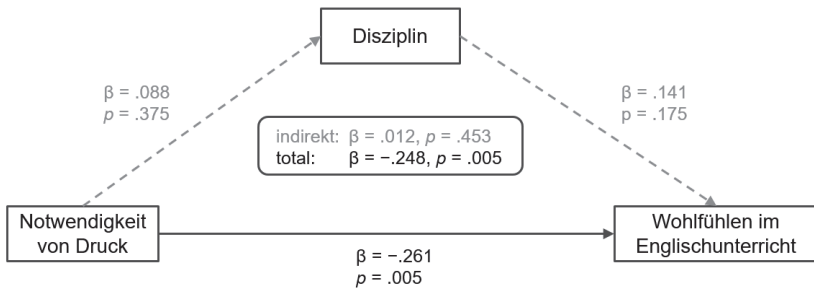 Disziplin
β = .088
p = .375
β = .141
p = .175
indirekt: β = .012, p = .453
total: β = −.248, p = .005
Notwendigkeit
von Druck
Wohlfühlen im
Englischunterricht
β = −.261
p = .005